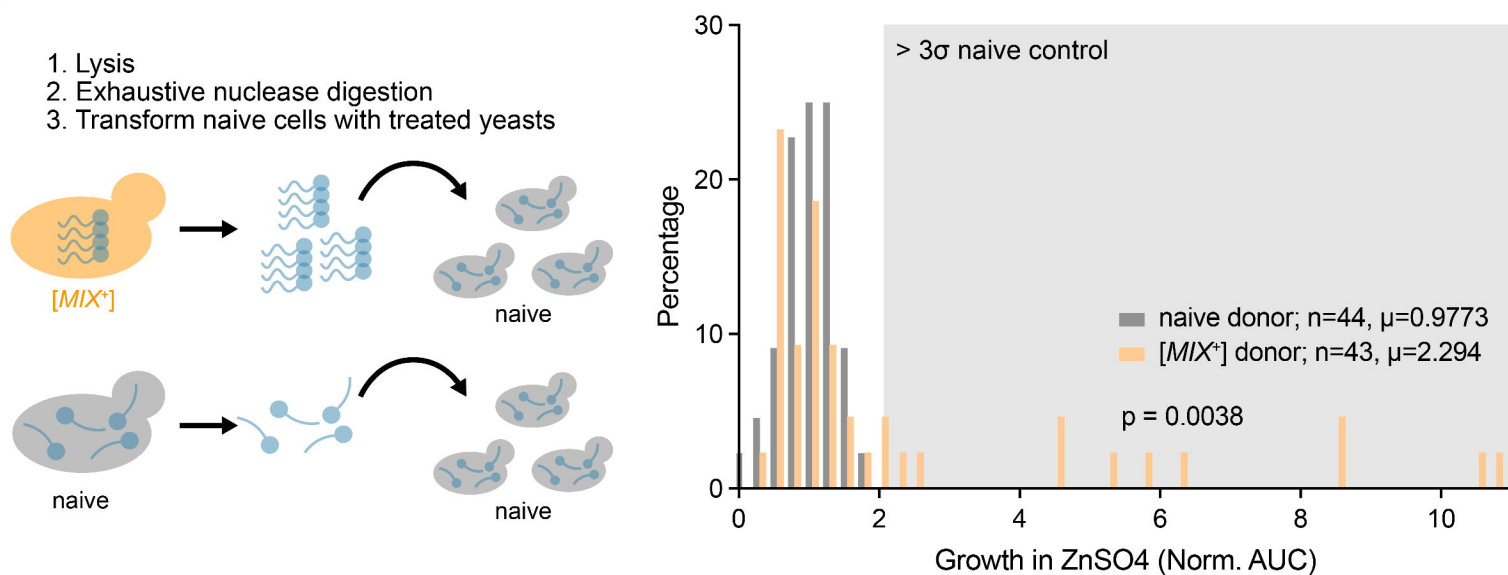 1. Lysis
2. Exhaustive nuclease digestion
3. Transform naive cells with treated yeasts
[MIX⁺]
naive
naive
naive
30
20
10
0
Percentage
> 3σ naive control
naive donor; n=44, μ=0.9773
[MIX⁺] donor; n=43, μ=2.294
p = 0.0038
0 2 4 6 8 10
Growth in ZnSO4 (Norm. AUC)